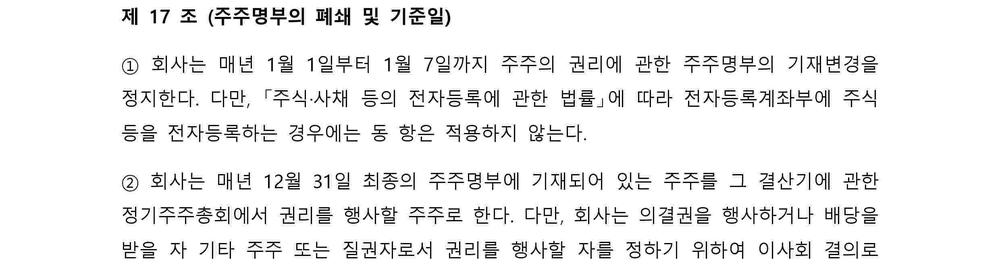 제 17 조 (주주명부의 폐쇄 및 기준일)
① 회사는 매년 1월 1일부터 1월 7일까지 주주의 권리에 관한 주주명부의 기재변경을
정지한다. 다만, 「주식·사채 등의 전자등록에 관한 법률」에 따라 전자등록계좌부에 주식
등을 전자등록하는 경우에는 동 항은 적용하지 않는다.
② 회사는 매년 12월 31일 최종의 주주명부에 기재되어 있는 주주를 그 결산기에 관한
정기주주총회에서 권리를 행사할 주주로 한다. 다만, 회사는 의결권을 행사하거나 배당을
받을 자 기타 주주 또는 질권자로서 권리를 행사할 자를 정하기 위하여 이사회 결의로